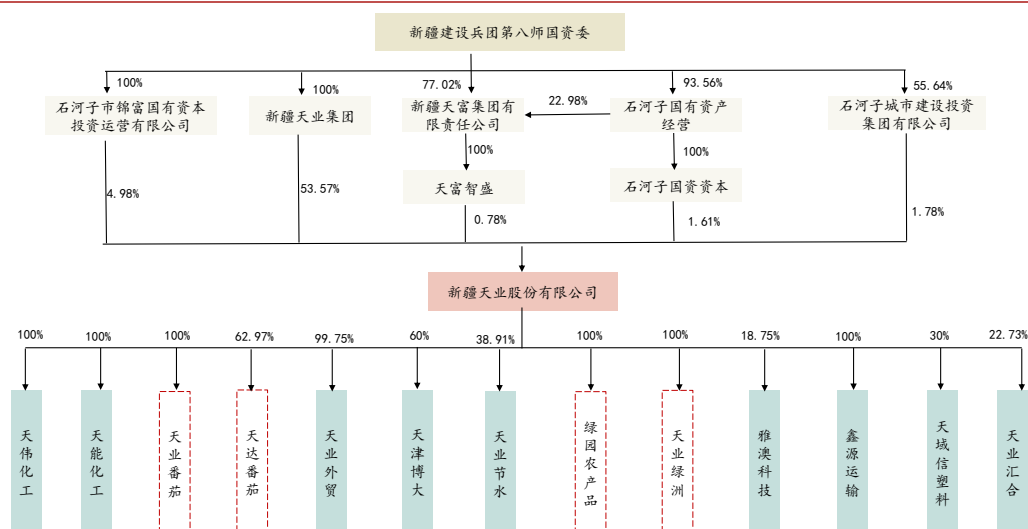 新疆建设兵团第八师国资委
100%
100%
77.02%
93.56%
55.64%
石河子市锦富国有资本
投资运营有限公司
新疆天业集团
新疆天富集团有
限责任公司
22.98%
石河子国有资产
经营
石河子城市建设投资
集团有限公司
100%
100%
天富智盛
石河子国资资本
4.98%
53.57%
0.78%
1.61%
1.78%
新疆天业股份有限公司
100%
100%
100%
62.97%
99.75%
60%
38.91%
100%
100%
18.75%
100%
30%
22.73%
天伟化工
天能化工
天业番茄
天达番茄
天业外贸
天津博大
天业节水
绿园农产品
天业绿洲
雅澳科技
鑫源运输
天域信塑料
天业汇合